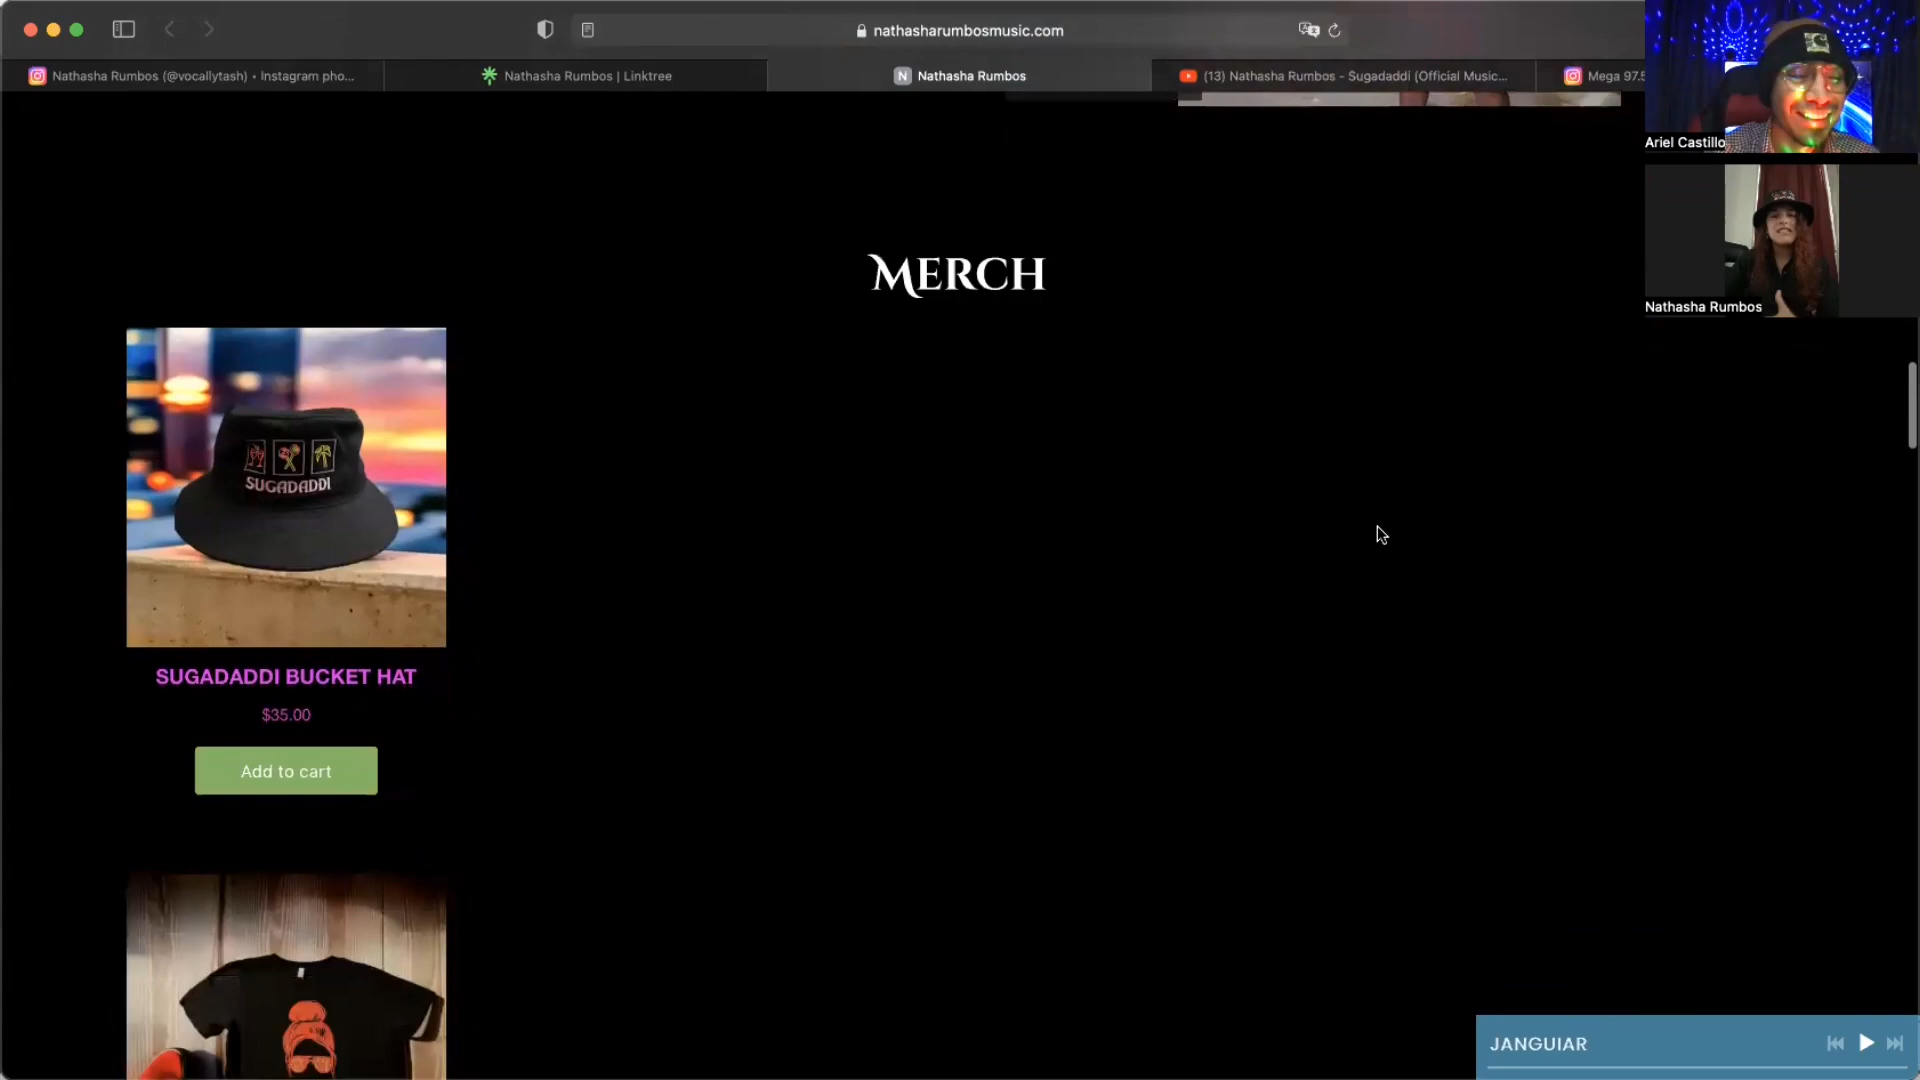 nathasharumbosmusic.com
Nathasha Rumbos (@vocallytash) • Instagram pho...
Nathasha Rumbos | Linktree
N
Nathasha Rumbos
(13) Nathasha Rumbos - Sugadaddi (Official Music...
Mega 97.5
Ariel Castillo
Nathasha Rumbos
MERCH
SUGADADDI
SUGADADDI BUCKET HAT
$35.00
Add to cart
JANGUIAR